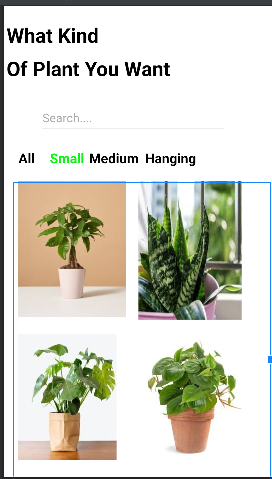 What Kind
Of Plant You Want
Search....
All Small Medium Hanging